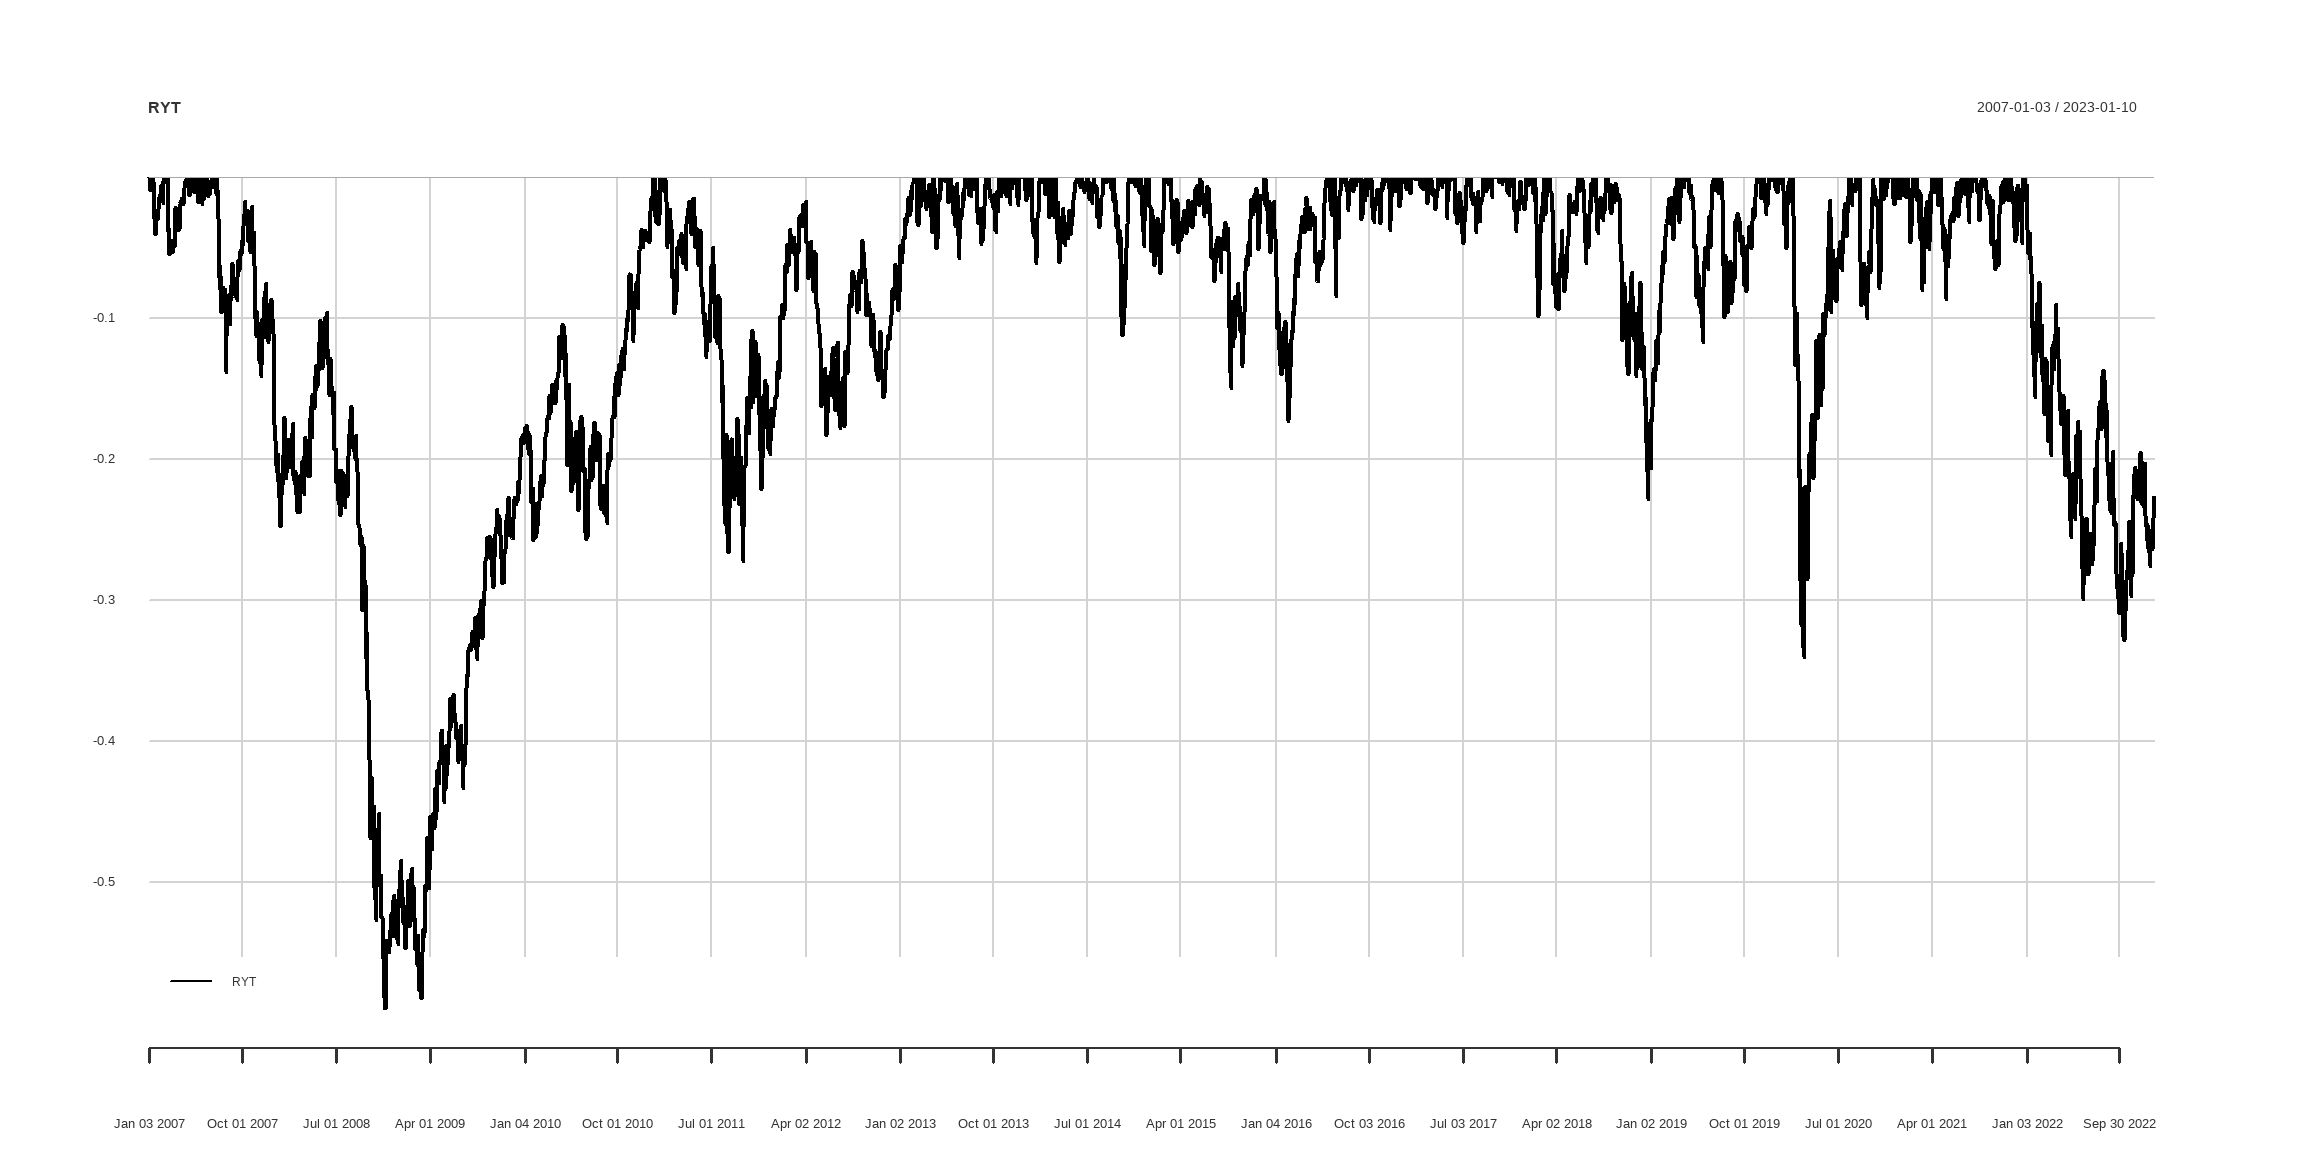 RYT
2007-01-03 / 2023-01-10
-0.1
-0.2
-0.3
-0.4
-0.5
RYT
Jan 03 2007 Oct 01 2007 Jul 01 2008 Apr 01 2009 Jan 04 2010 Oct 01 2010 Jul 01 2011 Apr 02 2012 Jan 02 2013 Oct 01 2013 Jul 01 2014 Apr 01 2015 Jan 04 2016 Oct 03 2016 Jul 03 2017 Apr 02 2018 Jan 02 2019 Oct 01 2019 Jul 01 2020 Apr 01 2021 Jan 03 2022 Sep 30 2022